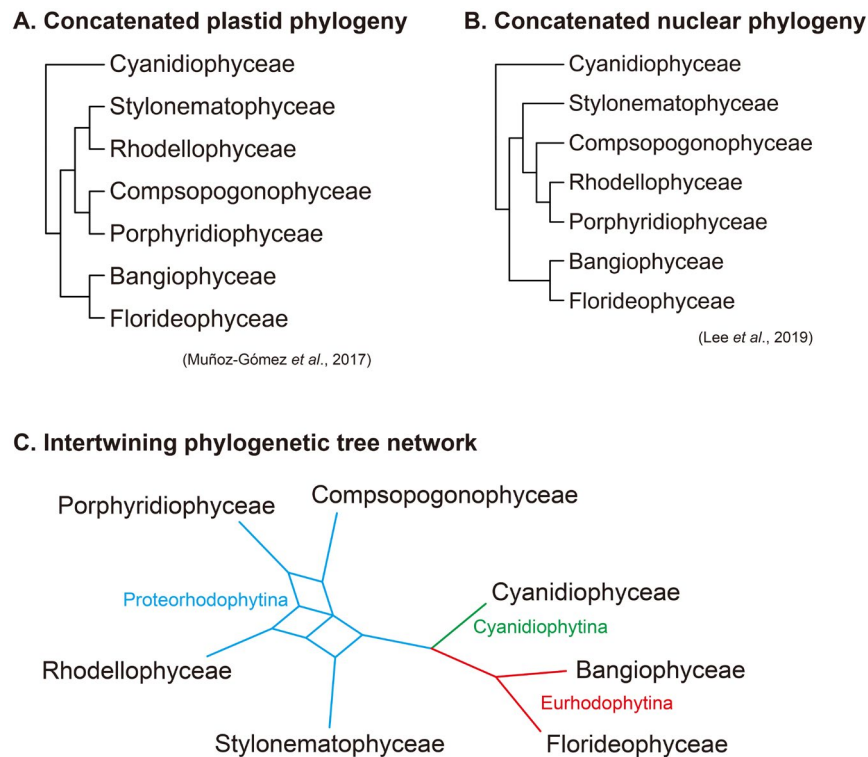 A. Concatenated plastid phylogeny
Cyanidiophyceae
Stylonematophyceae
Rhodellophyceae
Compsopogonophyceae
Porphyridiophyceae
Bangiophyceae
Florideophyceae
(Muñoz-Gómez et al., 2017)
B. Concatenated nuclear phylogeny
Cyanidiophyceae
Stylonematophyceae
Compsopogonophyceae
Rhodellophyceae
Porphyridiophyceae
Bangiophyceae
Florideophyceae
(Lee et al., 2019)
C. Intertwining phylogenetic tree network
Porphyridiophyceae
Compsopogonophyceae
Proteorhodophytina
Cyanidiophyceae
Cyanidiophytina
Rhodellophyceae
Bangiophyceae
Eurhodophytina
Stylonematophyceae
Florideophyceae